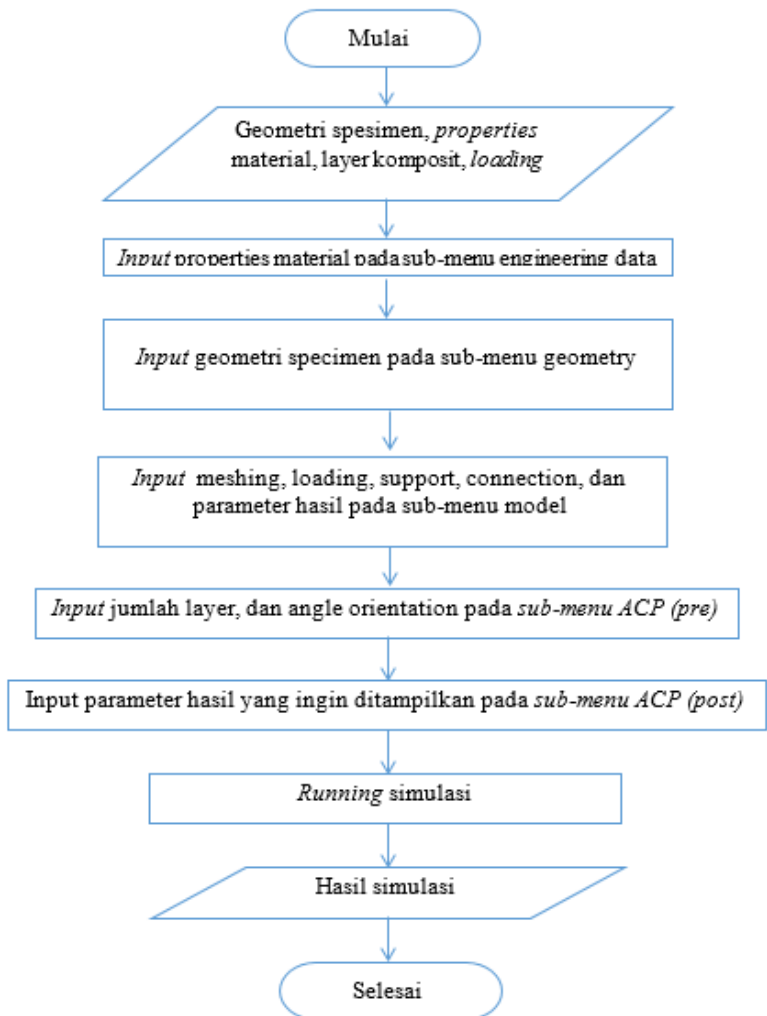 Mulai
Geometri spesimen, properties
material, layer komposit, loading
Input properties material pada sub-menu engineering data
Input geometri specimen pada sub-menu geometry
Input meshing, loading, support, connection, dan
parameter hasil pada sub-menu model
Input jumlah layer, dan angle orientation pada sub-menu ACP (pre)
Input parameter hasil yang ingin ditampilkan pada sub-menu ACP (post)
Running simulasi
Hasil simulasi
Selesai